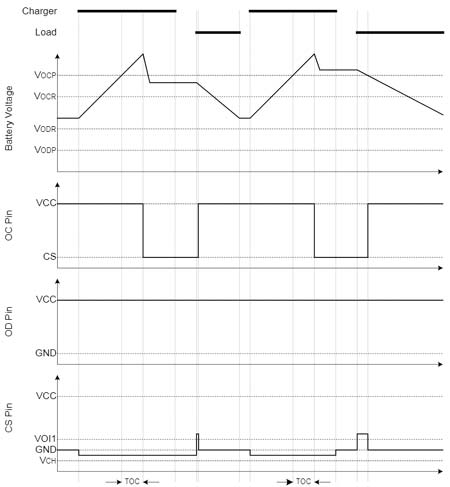 Charger
Load
Battery Voltage
VOCP
VOCR
VODR
VODP
OC Pin
VCC
CS
OD Pin
VCC
GND
CS Pin
VCC
VOI1
GND
VCH
TOC
TOC